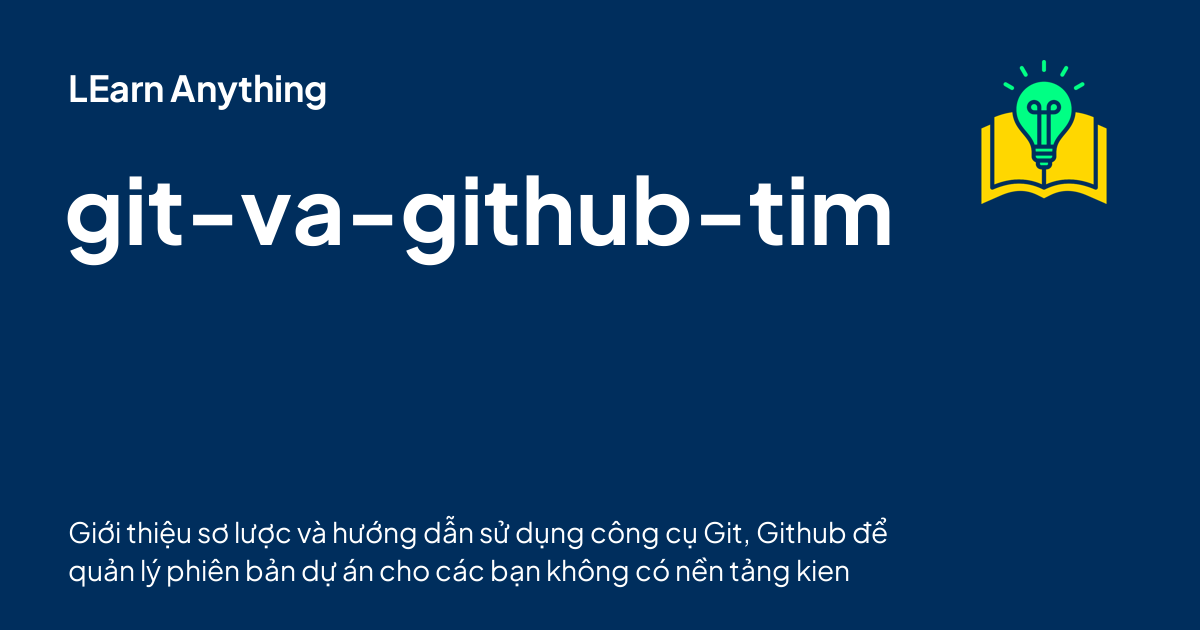 LEarn Anything
git-va-github-tim
Giới thiệu sơ lược và hướng dẫn sử dụng công cụ Git, Github để
quản lý phiên bản dự án cho các bạn không có nền tảng kien